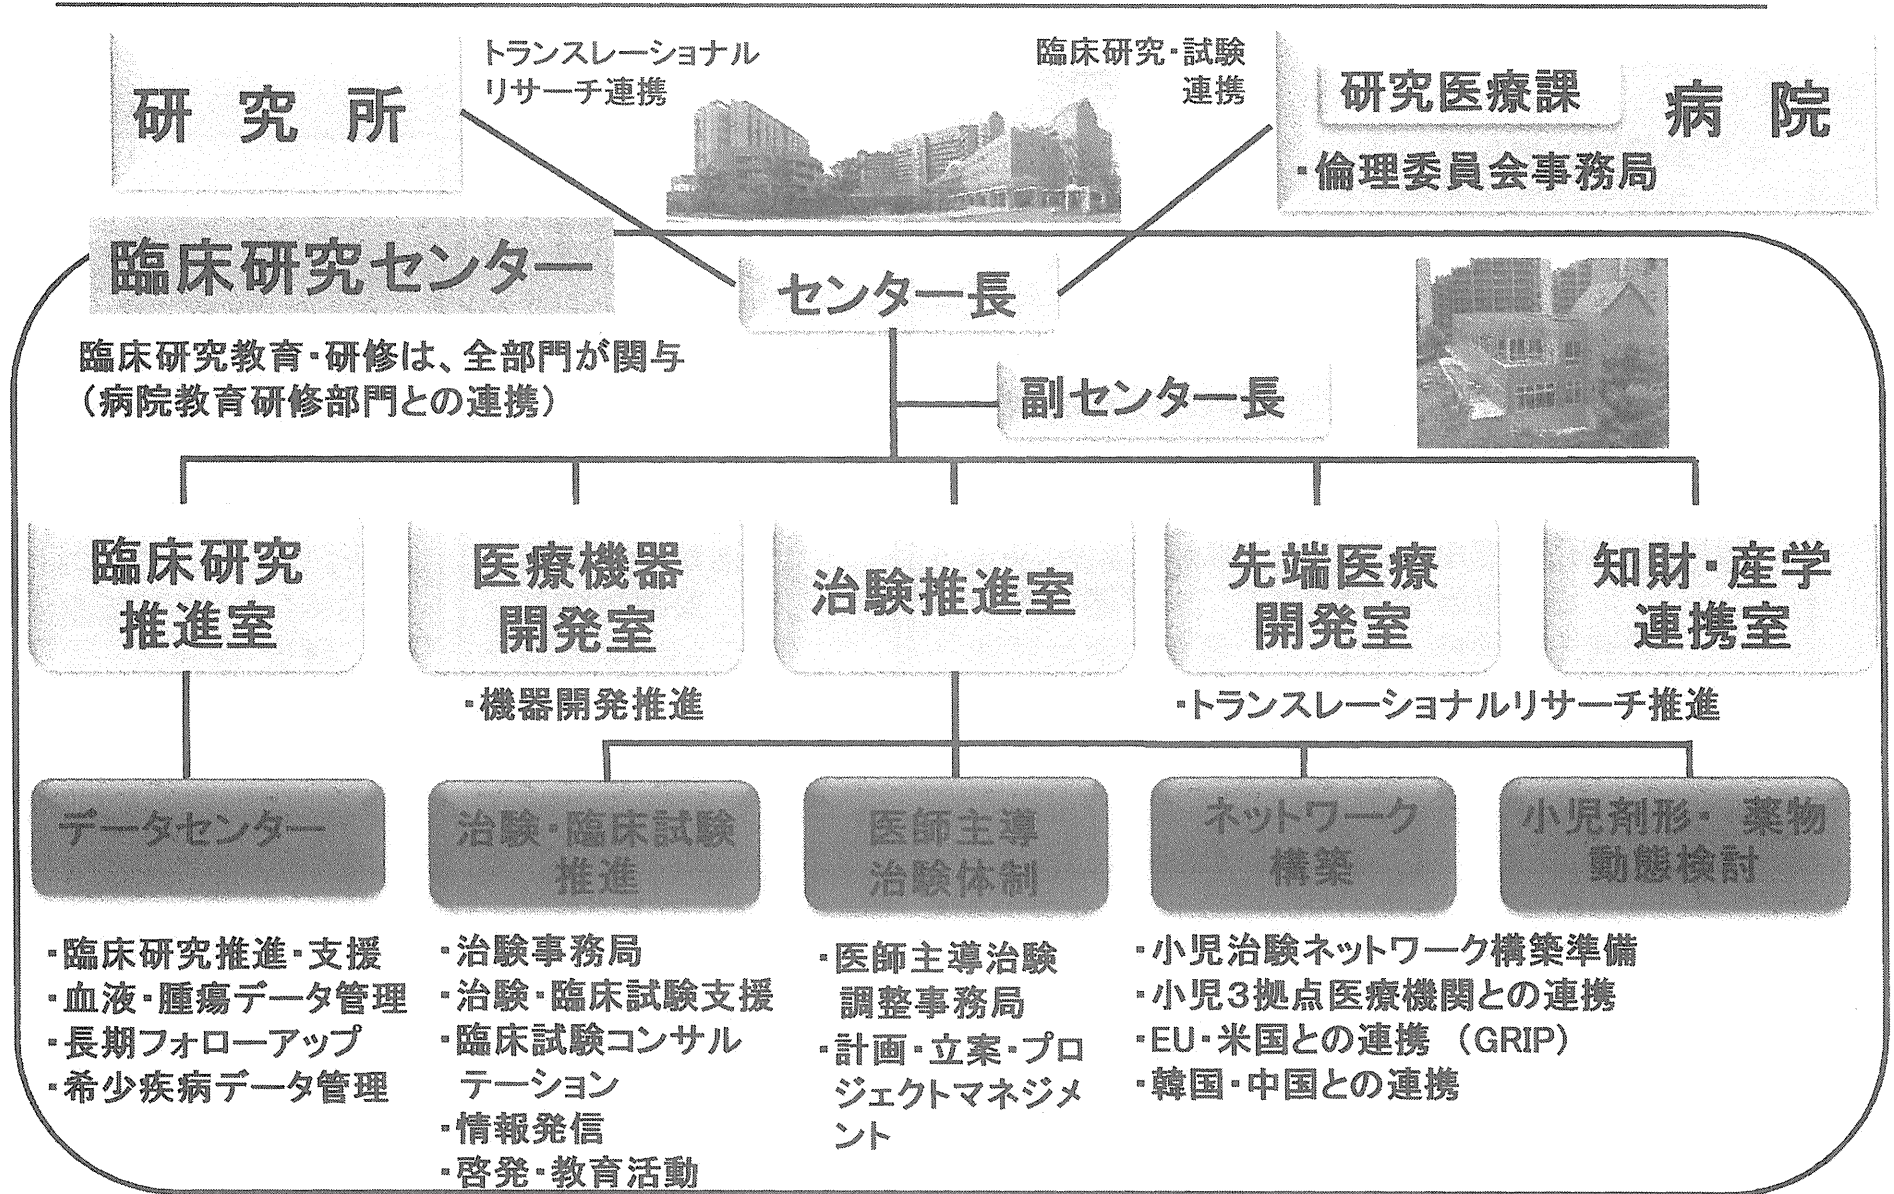 研究所
トランスレーショナル
リサーチ連携
臨床研究・試験
連携
研究医療課
病院
・倫理委員会事務局
臨床研究センター
センター長
臨床研究教育・研修は、全部門が関与
（病院教育研修部門との連携）
副センター長
臨床研究
推進室
医療機器
開発室
治験推進室
先端医療
開発室
知財・産学
連携室
・機器開発推進
・トランスレーショナルリサーチ推進
データセンター
治験・臨床試験
推進
医師主導
治験体制
ネットワーク
構築
小児剤形・ 薬物
動態検討
・臨床研究推進・支援
・血液・腫瘍データ管理
・長期フォローアップ
・希少疾病データ管理
・治験事務局
・治験・臨床試験支援
・臨床試験コンサル
テーション
・情報発信
・啓発・教育活動
・医師主導治験
調整事務局
・計画・立案・プロ
ジェクトマネジメ
ント
・小児治験ネットワーク構築準備
・小児３拠点医療機関との連携
・EU・米国との連携 （GRIP）
・韓国・中国との連携